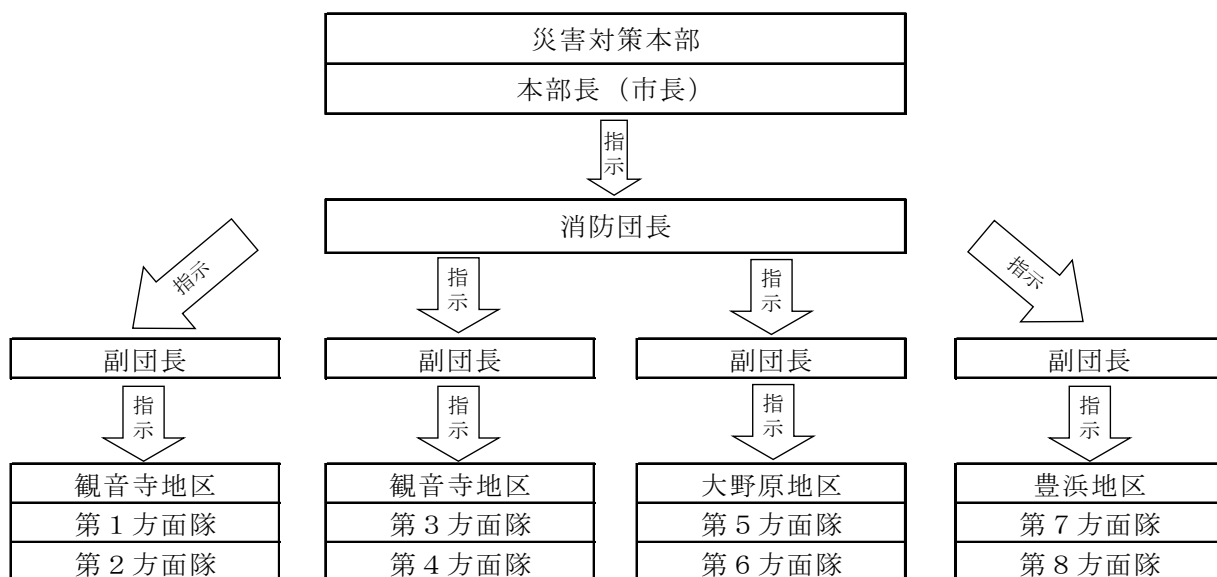 災害対策本部
本部長（市長）
指示
消防団長
指示
指示
指示
指示
副団長
副団長
副団長
副団長
指示
指示
指示
指示
観音寺地区
観音寺地区
大野原地区
豊浜地区
第１方面隊
第３方面隊
第５方面隊
第７方面隊
第２方面隊
第４方面隊
第６方面隊
第８方面隊